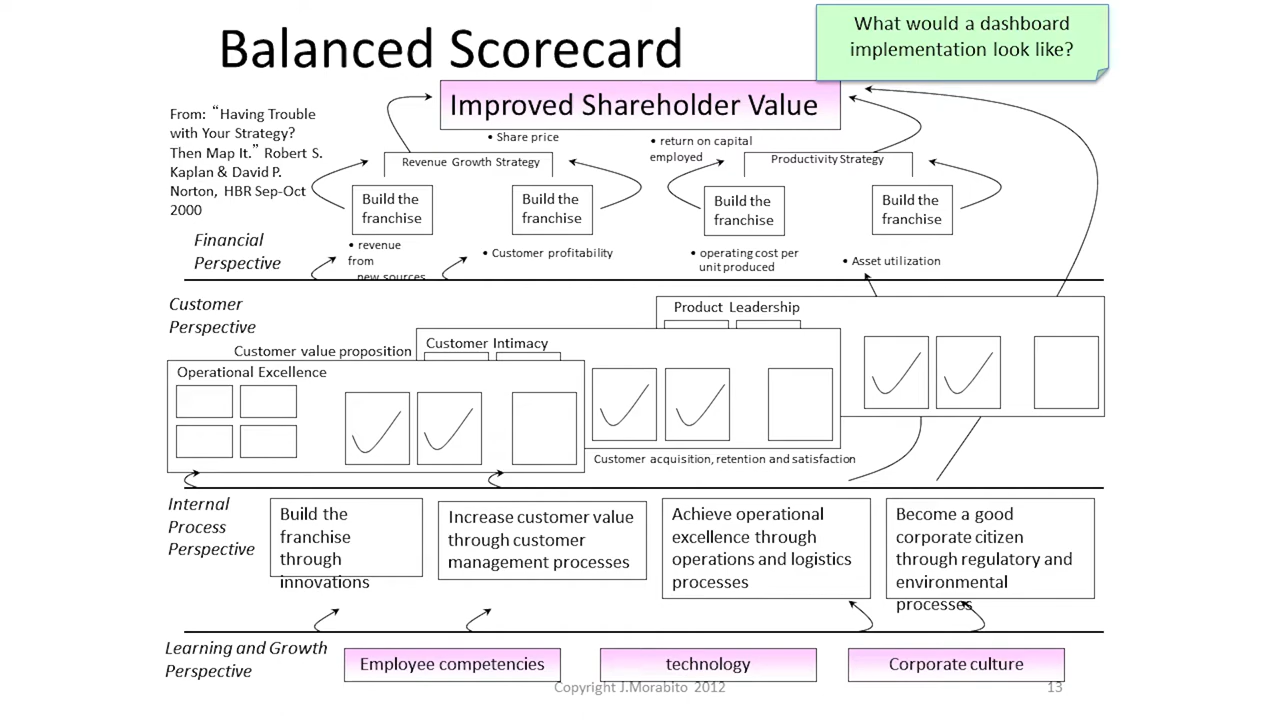 Balanced Scorecard
What would a dashboard
implementation look like?
From: “Having Trouble
with Your Strategy?
Then Map It.” Robert S.
Kaplan & David P.
Norton, HBR Sep-Oct
2000
Improved Shareholder Value
• Share price
• return on capital
employed
Revenue Growth Strategy
Productivity Strategy
Build the
franchise
Build the
franchise
Build the
franchise
Build the
franchise
Financial
Perspective
• revenue
from
new sources
• Customer profitability
• operating cost per
unit produced
• Asset utilization
Customer
Perspective
Product Leadership
Customer value proposition
Customer Intimacy
Operational Excellence
Customer acquisition, retention and satisfaction
Internal
Process
Perspective
Build the
franchise
through
innovations
Increase customer value
through customer
management processes
Achieve operational
excellence through
operations and logistics
processes
Become a good
corporate citizen
through regulatory and
environmental
processes
Learning and Growth
Perspective
Employee competencies
technology
Corporate culture
Copyright J.Morabito 2012
13